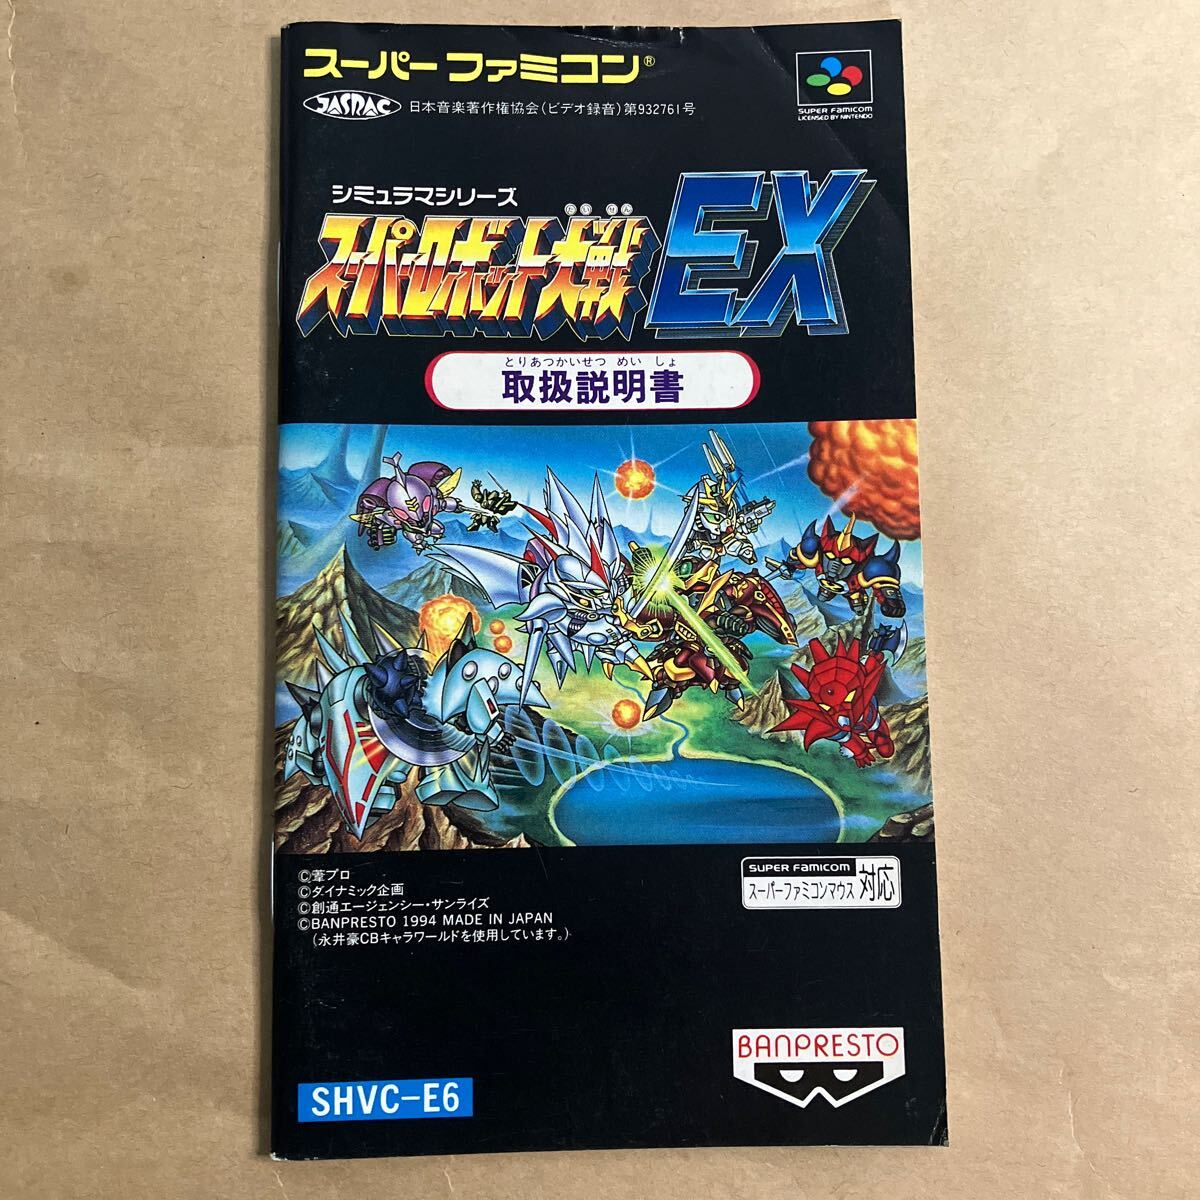 スーパーファミコン®
JASRAC 日本音楽著作権協会(ビデオ録音)第932761号
SUPER FAMICOM
LICENSED BY NINTENDO
シミュラマシリーズ
たいせん
スーパーロボット大戦EX
とりあつかいせつめいしょ
取扱説明書
©葦プロ
©ダイナミック企画
©創通エージェンシー・サンライズ
©BANPRESTO 1994 MADE IN JAPAN
(永井豪CBキャラワールドを使用しています。)
SUPER FAMICOM
スーパーファミコンマウス 対応
BANPRESTO
SHVC-E6